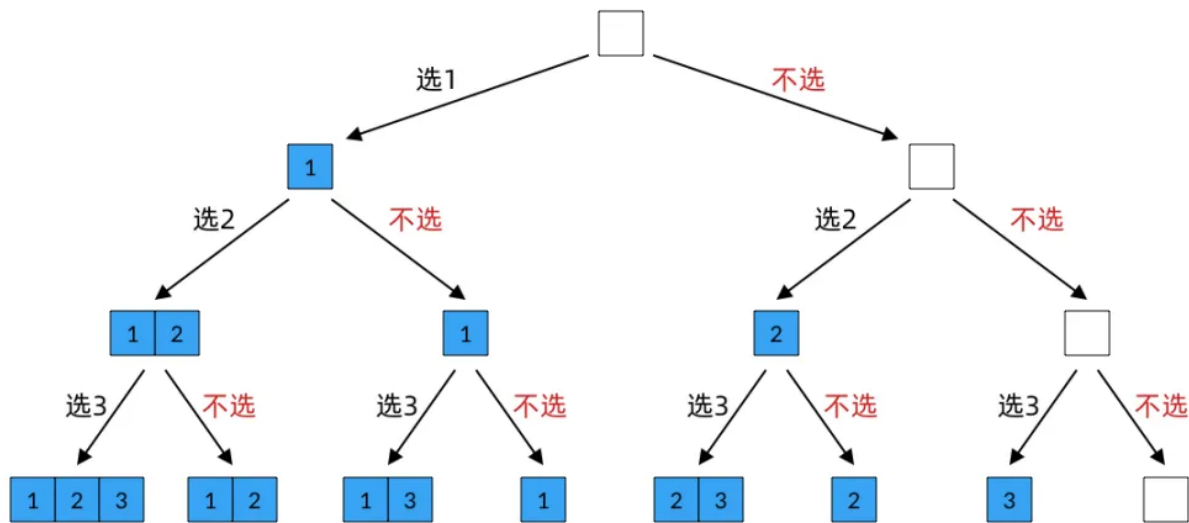 选1 不选
1
选2 不选 选2 不选
1 2 1 2
选3 不选 选3 不选 选3 不选 选3 不选
1 2 3 1 2 1 3 1 2 3 2 3